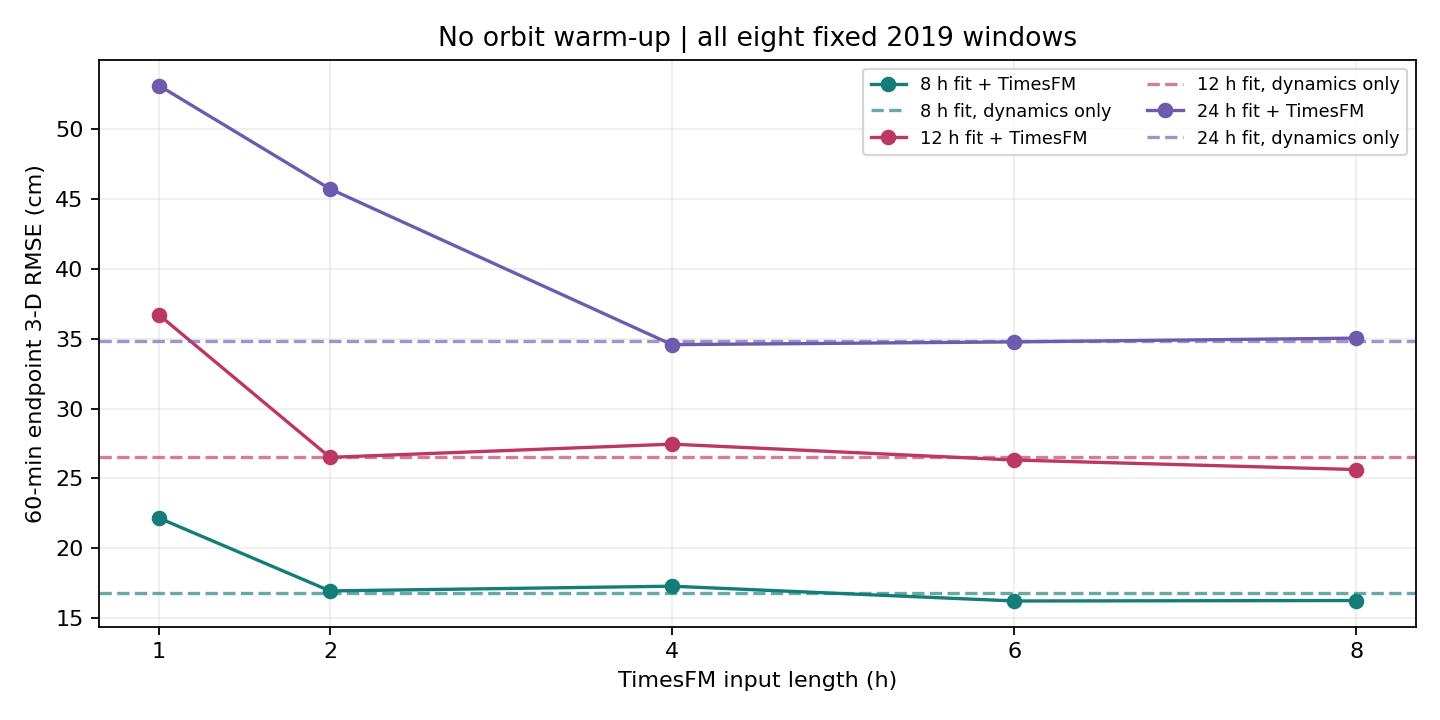 No orbit warm-up | all eight fixed 2019 windows
8 h fit + TimesFM
8 h fit, dynamics only
12 h fit + TimesFM
12 h fit, dynamics only
24 h fit + TimesFM
24 h fit, dynamics only
60-min endpoint 3-D RMSE (cm)
50
45
40
35
30
25
20
15
1 2 4 6 8
TimesFM input length (h)